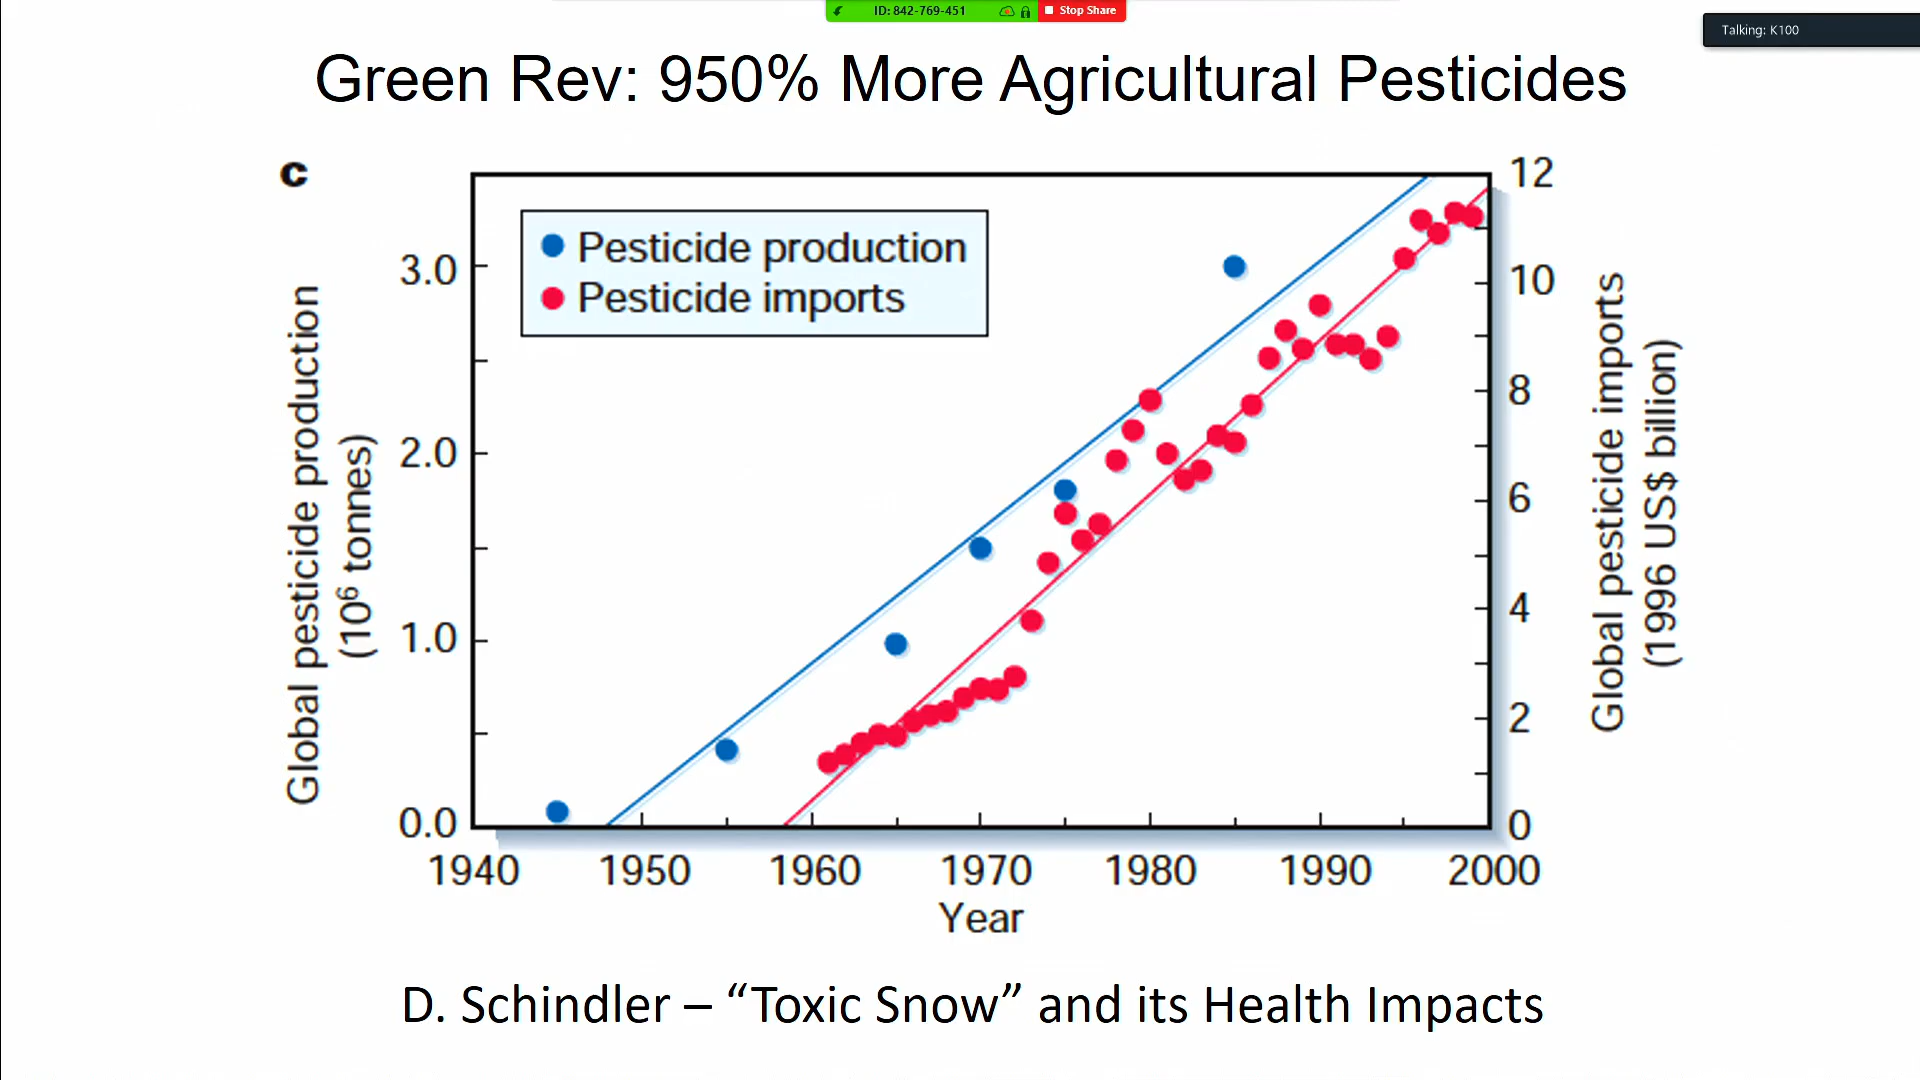 ID: 842-769-451
Stop Share
Talking: K100
Green Rev: 950% More Agricultural Pesticides
c
Pesticide production
Pesticide imports
Global pesticide production
(10⁶ tonnes)
3.0
2.0
1.0
0.0
12
10
8
6
4
2
0
Global pesticide imports
(1996 US$ billion)
1940 1950 1960 1970 1980 1990 2000
Year
D. Schindler – “Toxic Snow” and its Health Impacts